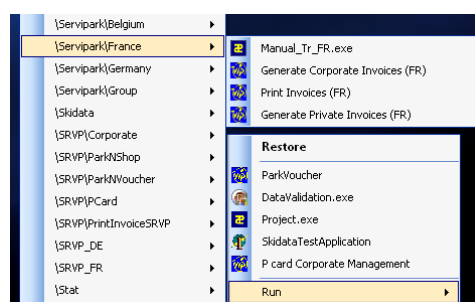 \Servipark\Belgium
\Servipark\France
\Servipark\Germany
\Servipark\Group
\Skidata
\SRVP\Corporate
\SRVP\ParkNShop
\SRVP\ParkNVoucher
\SRVP\PCard
\SRVP\PrintInvoiceSRVP
\SRVP_DE
\SRVP_FR
\Stat
Manual_Tr_FR.exe
Generate Corporate Invoices (FR)
Print Invoices (FR)
Generate Private Invoices (FR)
Restore
ParkVoucher
DataValidation.exe
Project.exe
SkidataTestApplication
P card Corporate Management
Run